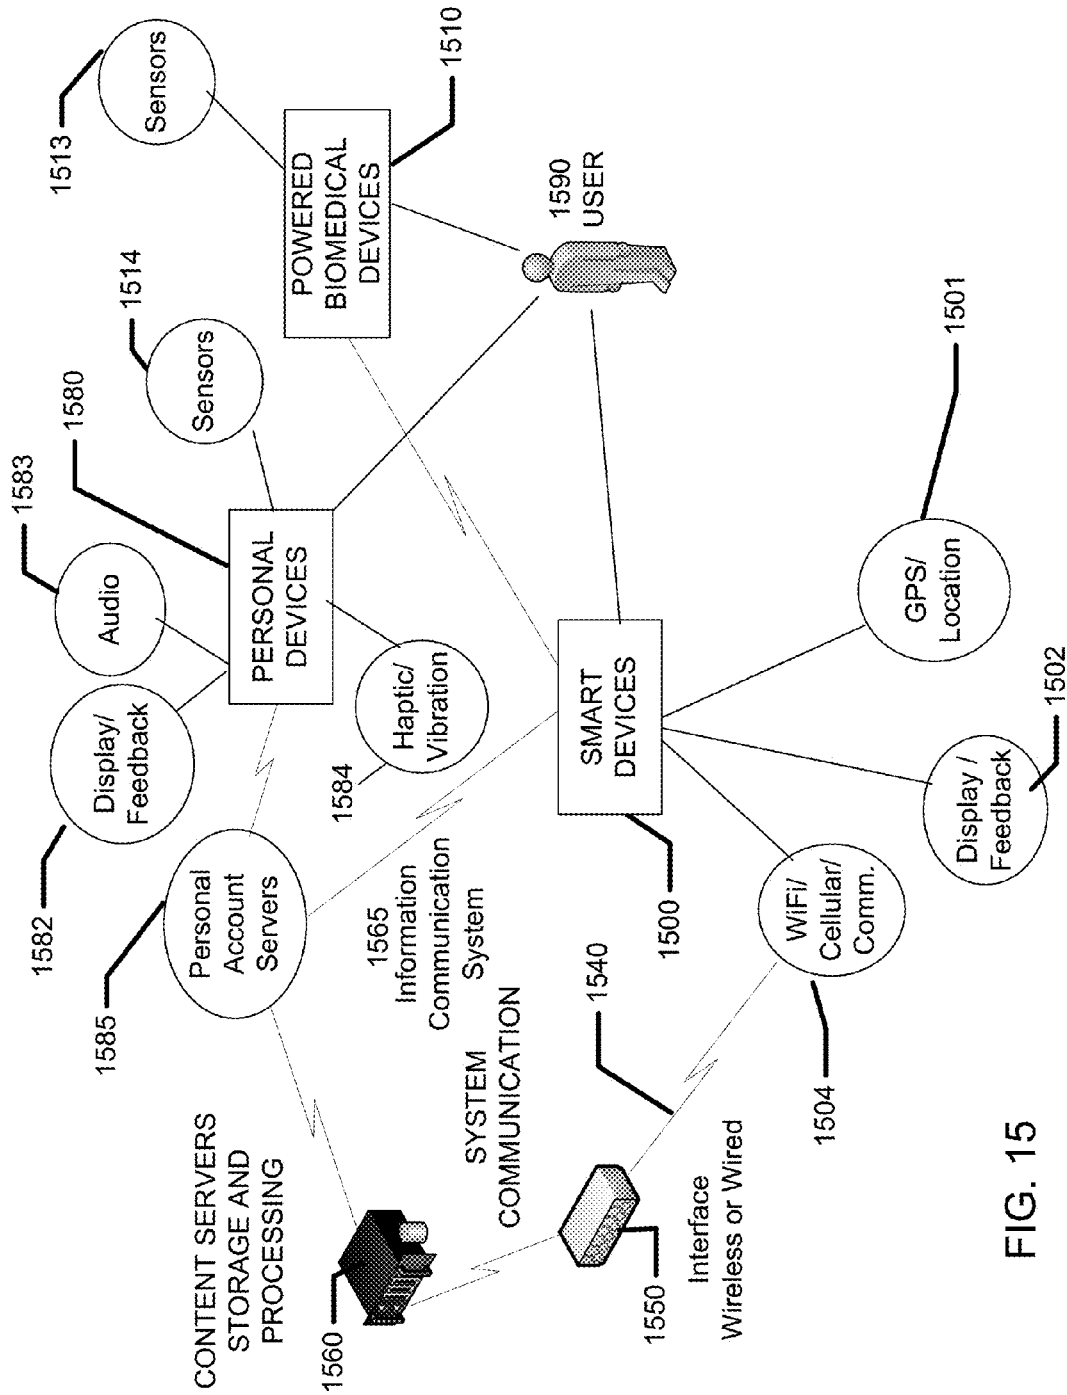 CONTENT SERVERS
STORAGE AND
PROCESSING
1560
1585
Personal
Account
Servers
1582
Display/
Feedback
1583
Audio
1580
PERSONAL
DEVICES
1514
Sensors
1513
Sensors
1584
Haptic/
Vibration
POWERED
BIOMEDICAL
DEVICES
1510
1565
Information
Communication
System
SYSTEM
COMMUNICATION
1590
USER
1550
Interface
Wireless or Wired
1540
1500
SMART
DEVICES
1504
WiFi/
Cellular/
Comm.
Display /
Feedback
1502
GPS/
Location
1501
FIG. 15